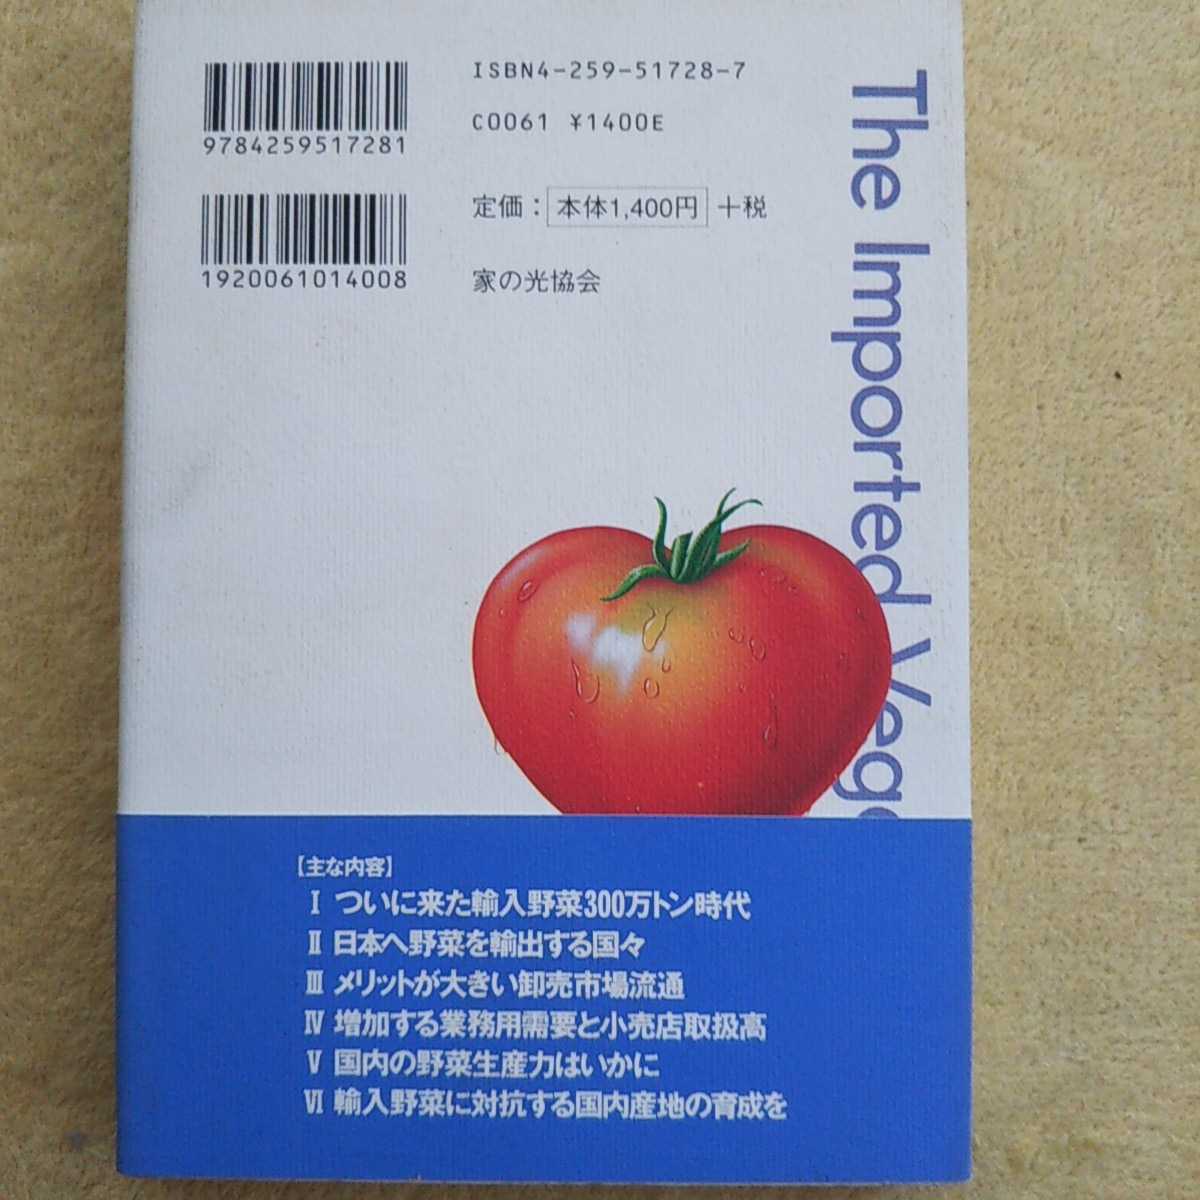 ISBN4-259-51728-7
C0061 ¥1400E
9784259517281
定価：本体1,400円+税
1920061014008
家の光協会
The Imported Veg
【主な内容】
Ⅰ ついに来た輸入野菜300万トン時代
Ⅱ 日本へ野菜を輸出する国々
Ⅲ メリットが大きい卸売市場流通
Ⅳ 増加する業務用需要と小売店取扱高
Ⅴ 国内の野菜生産力はいかに
Ⅵ 輸入野菜に対抗する国内産地の育成を